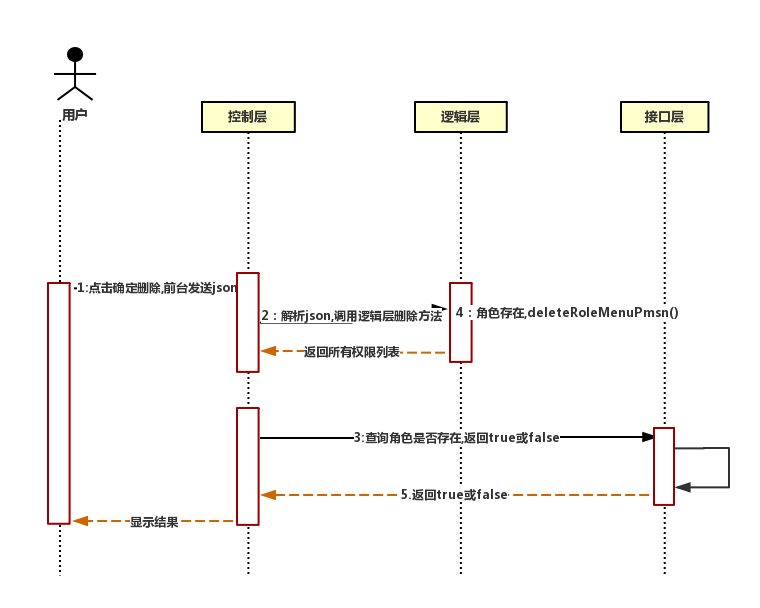 用户
控制层
逻辑层
接口层
-1:点击确定删除,前台发送json
2：解析json,调用逻辑层删除方法
4：角色存在,deleteRoleMenuPmsn()
返回所有权限列表
3:查询角色是否存在,返回true或false
5.返回true或false
显示结果